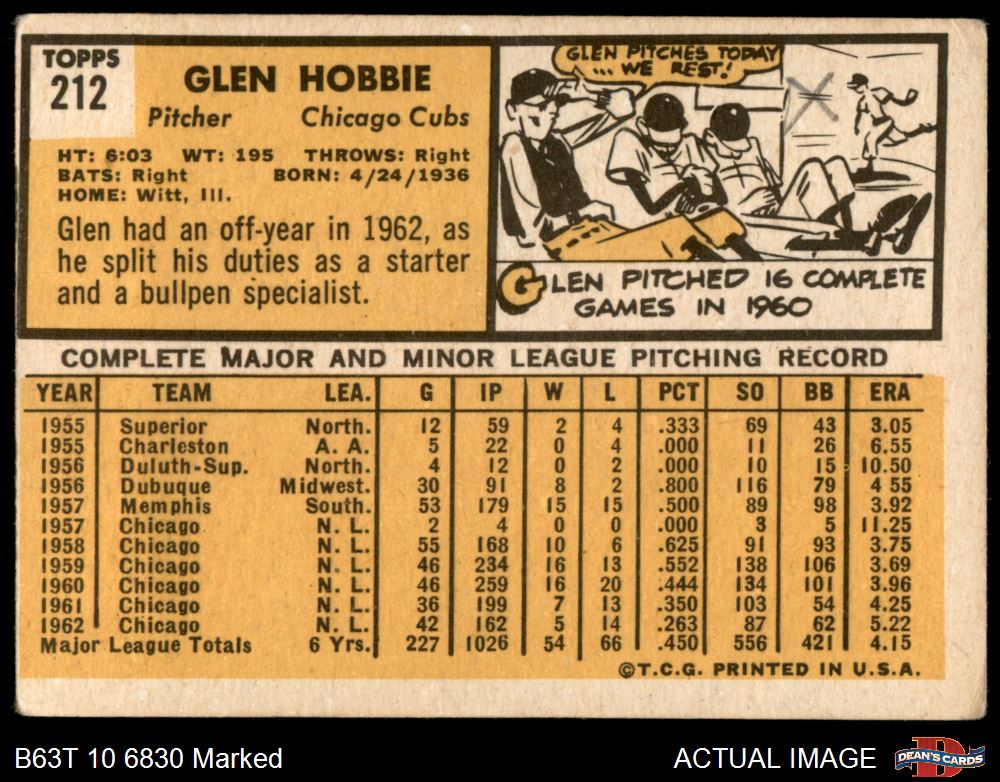 TOPPS
212
GLEN HOBBIE
Pitcher Chicago Cubs
HT: 6:03 WT: 195 THROWS: Right
BATS: Right BORN: 4/24/1936
HOME: Witt, Ill.
Glen had an off-year in 1962, as
he split his duties as a starter
and a bullpen specialist.
GLEN PITCHES TODAY
... WE REST!
GLEN PITCHED 16 COMPLETE
GAMES IN 1960
COMPLETE MAJOR AND MINOR LEAGUE PITCHING RECORD
YEAR TEAM LEA. G IP W L PCT SO BB ERA
1955 Superior North. 12 59 2 4 .333 69 43 3.05
1955 Charleston A. A. 5 22 0 4 .000 11 26 6.55
1956 Duluth-Sup. North. 4 12 0 2 .000 10 15 10.50
1956 Dubuque Midwest. 30 91 8 2 .800 116 79 4.55
1957 Memphis South. 53 179 15 15 .500 89 98 3.92
1957 Chicago N. L. 2 4 0 0 .000 3 5 11.25
1958 Chicago N. L. 55 168 10 6 .625 91 93 3.75
1959 Chicago N. L. 46 234 16 13 .552 138 106 3.69
1960 Chicago N. L. 46 259 16 20 .444 134 101 3.96
1961 Chicago N. L. 36 199 7 13 .350 103 54 4.25
1962 Chicago N. L. 42 162 5 14 .263 87 62 5.22
Major League Totals 6 Yrs. 227 1026 54 66 .450 556 421 4.15
©T.C.G. PRINTED IN U.S.A.
B63T 10 6830 Marked
ACTUAL IMAGE
D
DEAN'S CARDS